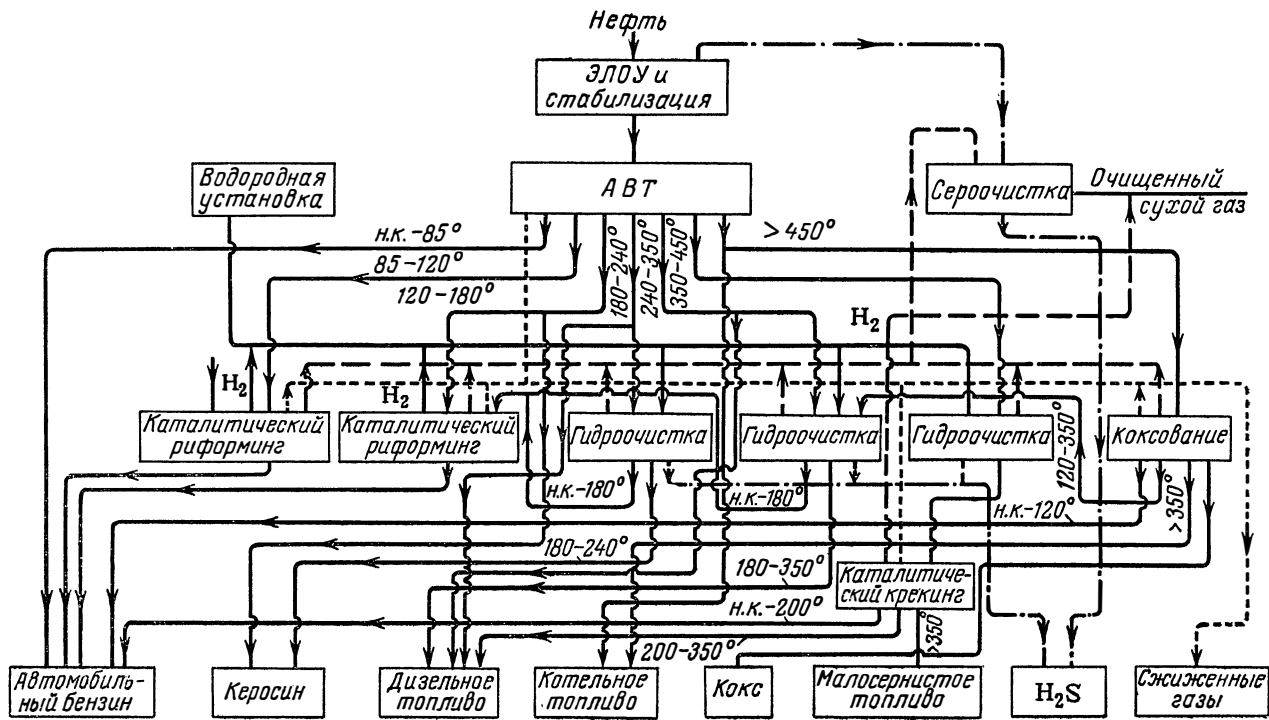 Нефть
ЭЛОУ и
стабилизация
Водородная
установка
АВТ
Сероочистка
Очищенный
сухой газ
н.к.-85°
>450°
85-120°
120-180°
180-240°
240-350°
350-450°
H₂
H₂
H₂
Каталитический
риформинг
Каталитический
риформинг
Гидроочистка
Гидроочистка
Гидроочистка
Коксование
120-350°
н.к.-180°
н.к.-180°
н.к.-120°
>350°
180-240°
180-350°
Каталитичес-
кий крекинг
н.к.-200°
200-350°
>350°
Автомобиль-
ный бензин
Керосин
Дизельное
топливо
Котельное
топливо
Кокс
Малосернистое
топливо
H₂S
Сжиженные
газы